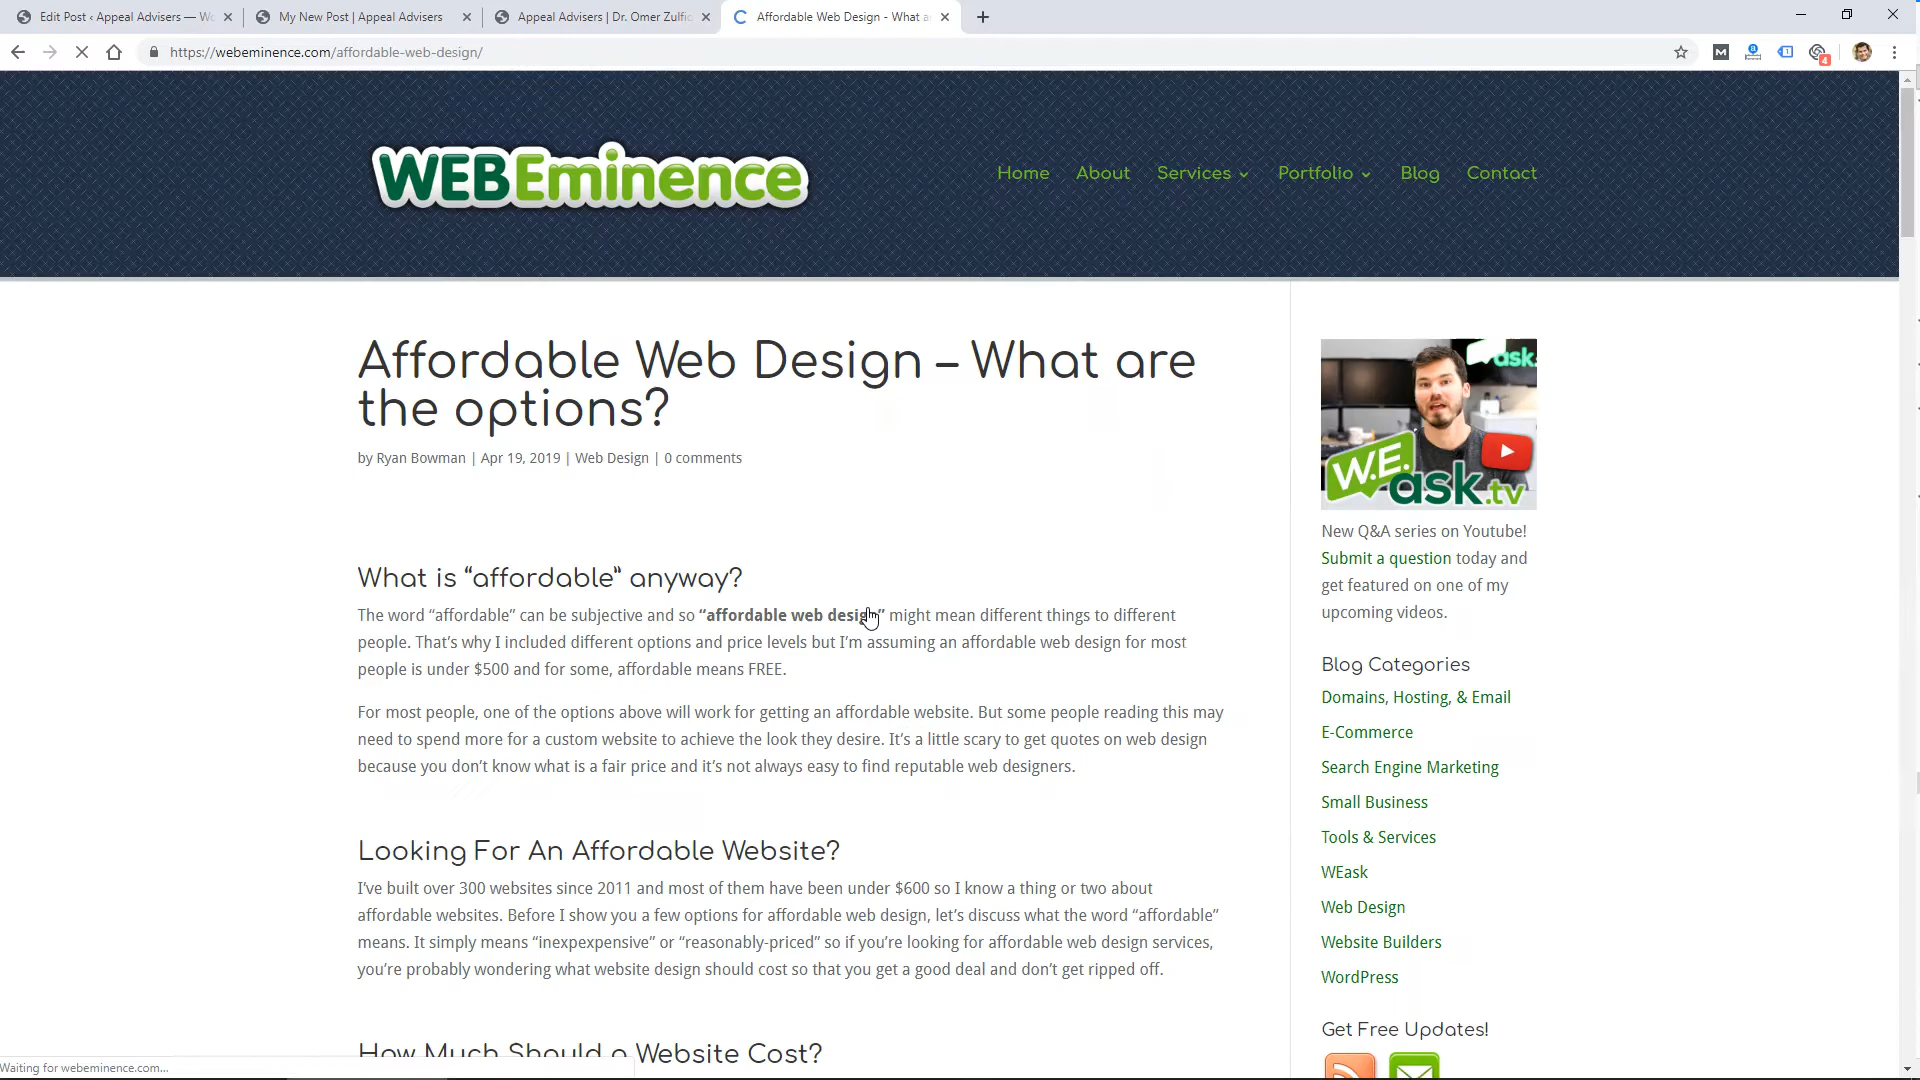 Edit Post ‹ Appeal Advisers — Wo
My New Post | Appeal Advisers
Appeal Advisers | Dr. Omer Zulfiq
Affordable Web Design - What a
https://webeminence.com/affordable-web-design/
4
WEBEminence
Home About Services Portfolio Blog Contact
Affordable Web Design – What are
the options?
by Ryan Bowman | Apr 19, 2019 | Web Design | 0 comments
What is “affordable” anyway?
The word “affordable” can be subjective and so “affordable web design” might mean different things to different
people. That’s why I included different options and price levels but I’m assuming an affordable web design for most
people is under $500 and for some, affordable means FREE.
For most people, one of the options above will work for getting an affordable website. But some people reading this may
need to spend more for a custom website to achieve the look they desire. It’s a little scary to get quotes on web design
because you don’t know what is a fair price and it’s not always easy to find reputable web designers.
Looking For An Affordable Website?
I’ve built over 300 websites since 2011 and most of them have been under $600 so I know a thing or two about
affordable websites. Before I show you a few options for affordable web design, let’s discuss what the word “affordable”
means. It simply means “inexpexpensive” or “reasonably-priced” so if you’re looking for affordable web design services,
you’re probably wondering what website design should cost so that you get a good deal and don’t get ripped off.
How Much Should a Website Cost?
ask.
W.E.
ask.tv
New Q&A series on Youtube!
Submit a question today and
get featured on one of my
upcoming videos.
Blog Categories
Domains, Hosting, & Email
E-Commerce
Search Engine Marketing
Small Business
Tools & Services
WEask
Web Design
Website Builders
WordPress
Get Free Updates!
Waiting for webeminence.com...